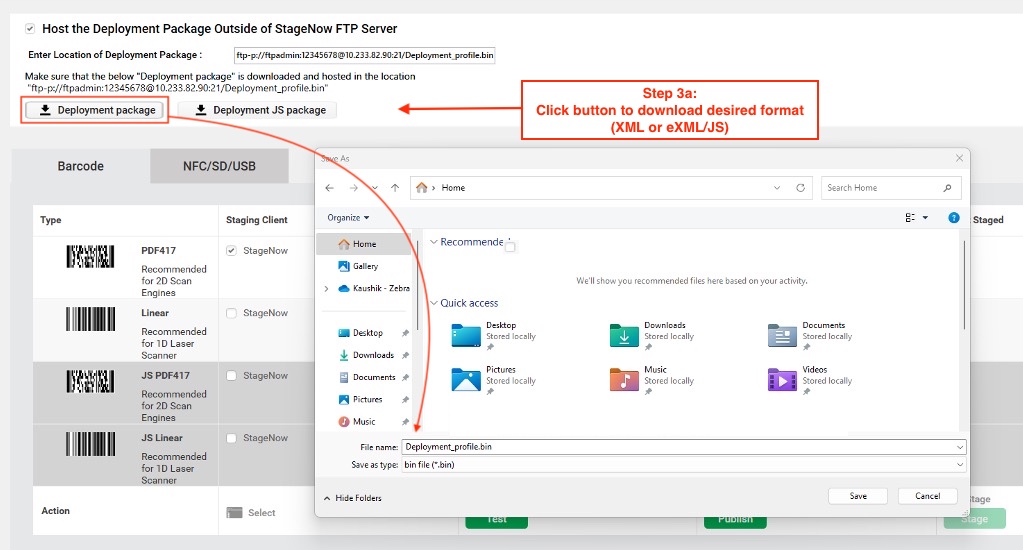 Host the Deployment Package Outside of StageNow FTP Server
Enter Location of Deployment Package :
ftp-p://ftpadmin:12345678@10.233.82.90:21/Deployment_profile.bin
Make sure that the below "Deployment package" is downloaded and hosted in the location
"ftp-p://ftpadmin:12345678@10.233.82.90:21/Deployment_profile.bin"
Deployment package
Deployment JS package
Step 3a:
Click button to download desired format
(XML or eXML/JS)
Barcode
NFC/SD/USB
Save As
Home
Search Home
Organize
Type
Staging Client
Staged
PDF417
Recommended
for 2D Scan
Engines
StageNow
Linear
Recommended
for 1D Laser
Scanner
StageNow
JS PDF417
Recommended
for 2D Scan
Engines
StageNow
JS Linear
Recommended
for 1D Laser
Scanner
StageNow
Home
Gallery
Kaushik - Zebra
Desktop
Downloads
Documents
Pictures
Music
Recommended
We'll show you recommended files here based on your activity.
Quick access
Desktop
Stored locally
Downloads
Stored locally
Documents
Stored locally
Pictures
Stored locally
Music
Stored locally
Videos
Stored locally
File name:
Deployment_profile.bin
Save as type:
bin file (*.bin)
Hide Folders
Save
Cancel
Action
Select
Test
Publish
Stage
Stage